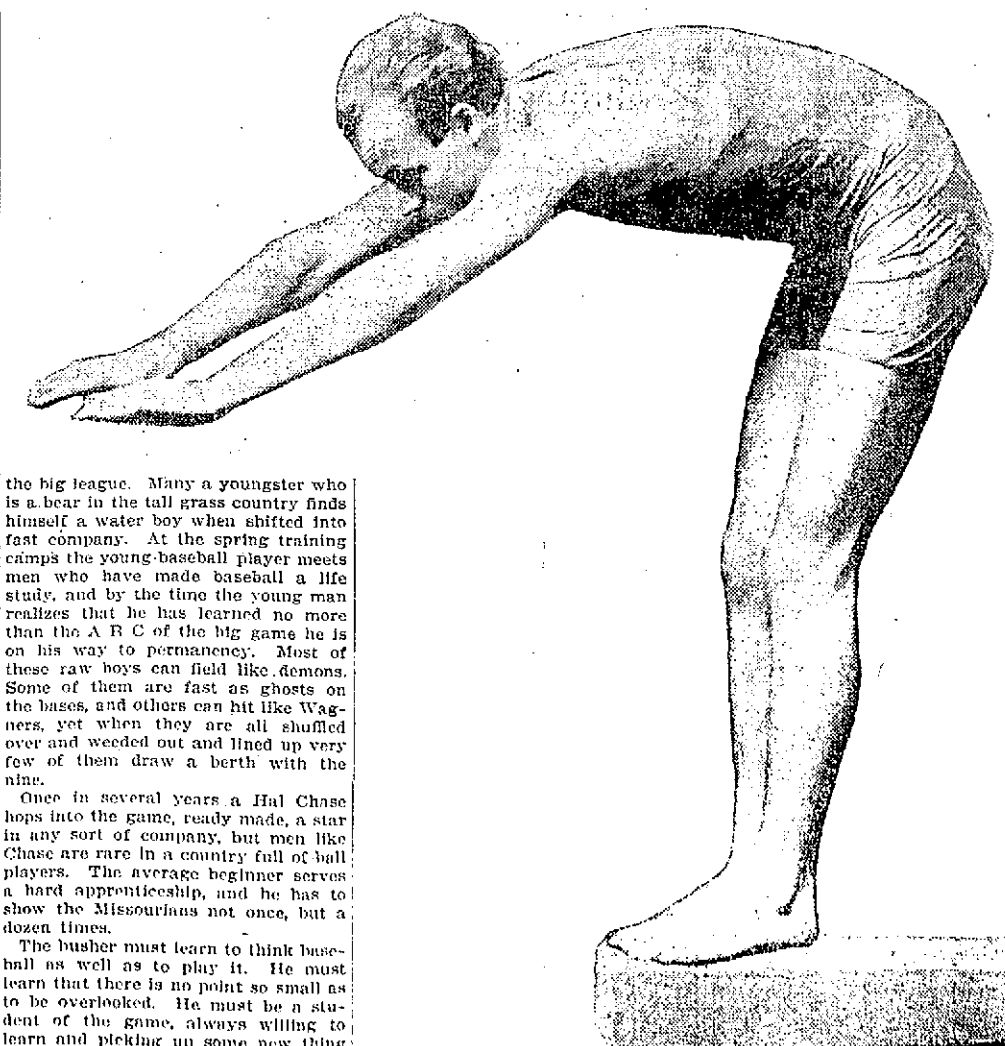 the big league. Many a youngster who
is a bear in the tall grass country finds
himself a water boy when shifted into
fast company. At the spring training
camps the young baseball player meets
men who have made baseball a life
study, and by the time the young man
realizes that he has learned no more
than the A B C of the big game he is
on his way to permanency. Most of
these raw boys can field like demons.
Some of them are fast as ghosts on
the bases, and others can hit like Wag-
ners, yet when they are all shuffled
over and weeded out and lined up very
few of them draw a berth with the
nine.
Once in several years a Hal Chase
hops into the game, ready made, a star
in any sort of company, but men like
Chase are rare in a country full of ball
players. The average beginner serves
a hard apprenticeship, and he has to
show the Missourians not once, but a
dozen times.
The busher must learn to think base-
ball as well as to play it. He must
learn that there is no point so small as
to be overlooked. He must be a stu-
dent of the game, always willing to
learn and picking up some new thing